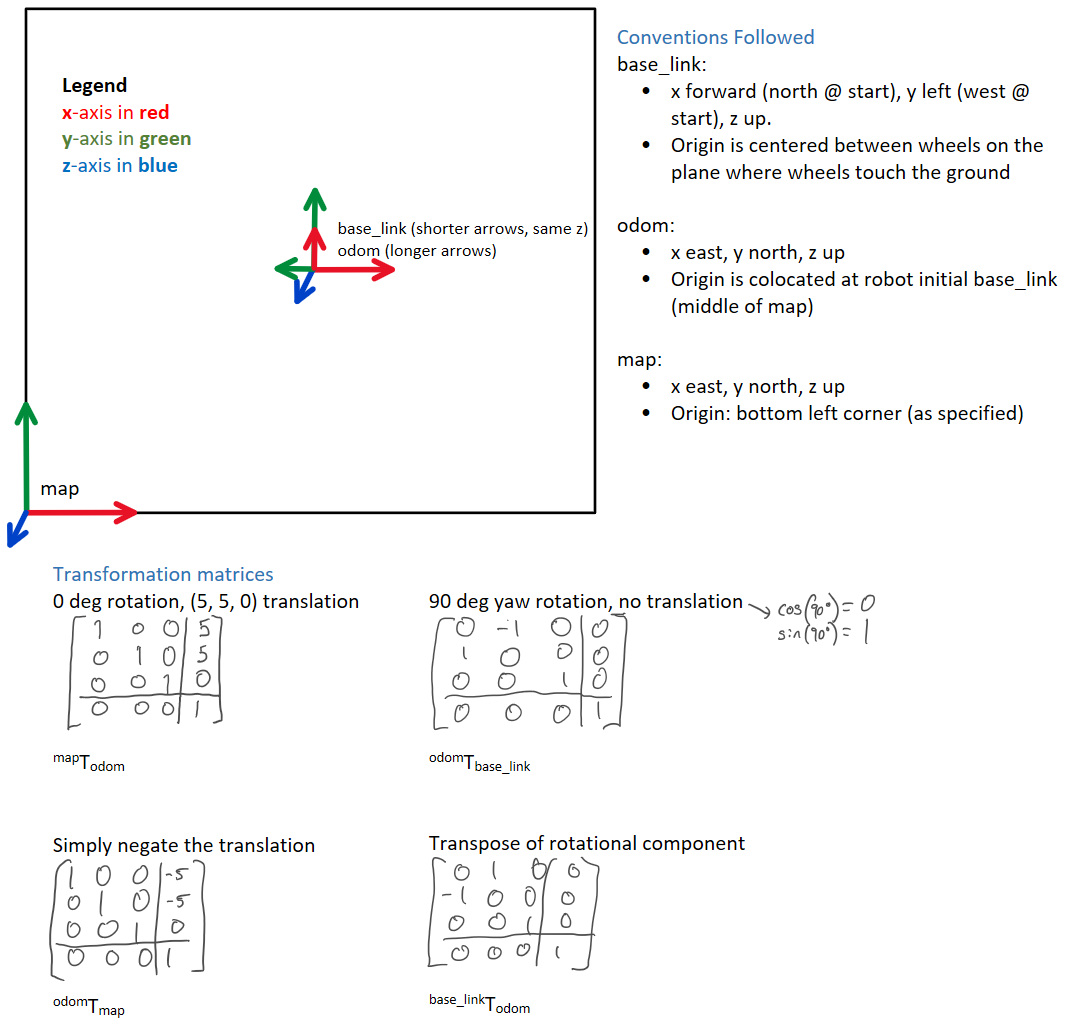 Legend
x-axis in red
y-axis in green
z-axis in blue
base_link (shorter arrows, same z)
odom (longer arrows)
map
Conventions Followed
base_link:
• x forward (north @ start), y left (west @
start), z up.
• Origin is centered between wheels on the
plane where wheels touch the ground
odom:
• x east, y north, z up
• Origin is colocated at robot initial base_link
(middle of map)
map:
• x east, y north, z up
• Origin: bottom left corner (as specified)
Transformation matrices
0 deg rotation, (5, 5, 0) translation
1 0 0 5
0 1 0 5
0 0 1 0
0 0 0 1
mapTodom
90 deg yaw rotation, no translation
cos(90°) = 0
sin(90°) = 1
0 -1 0 0
1 0 0 0
0 0 1 0
0 0 0 1
odomTbase_link
Simply negate the translation
1 0 0 -5
0 1 0 -5
0 0 1 0
0 0 0 1
odomTmap
Transpose of rotational component
0 1 0 0
-1 0 0 0
0 0 1 0
0 0 0 1
base_linkTodom